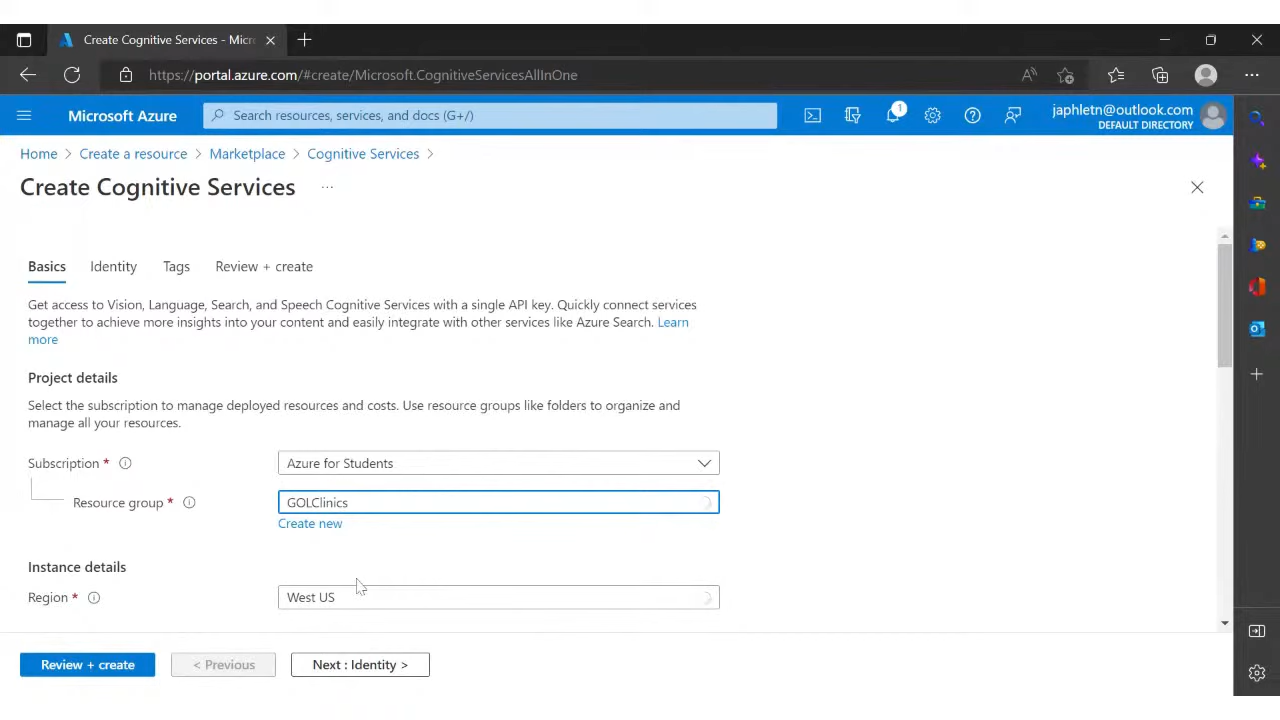 Create Cognitive Services - Micr
https://portal.azure.com/#create/Microsoft.CognitiveServicesAllInOne
Microsoft Azure
Search resources, services, and docs (G+/)
1
japhletn@outlook.com
DEFAULT DIRECTORY
Home > Create a resource > Marketplace > Cognitive Services >
Create Cognitive Services ...
Basics Identity Tags Review + create
Get access to Vision, Language, Search, and Speech Cognitive Services with a single API key. Quickly connect services
together to achieve more insights into your content and easily integrate with other services like Azure Search. Learn
more
Project details
Select the subscription to manage deployed resources and costs. Use resource groups like folders to organize and
manage all your resources.
Subscription * Azure for Students
Resource group * GOLClinics
Create new
Instance details
Region * West US
Review + create < Previous Next : Identity >